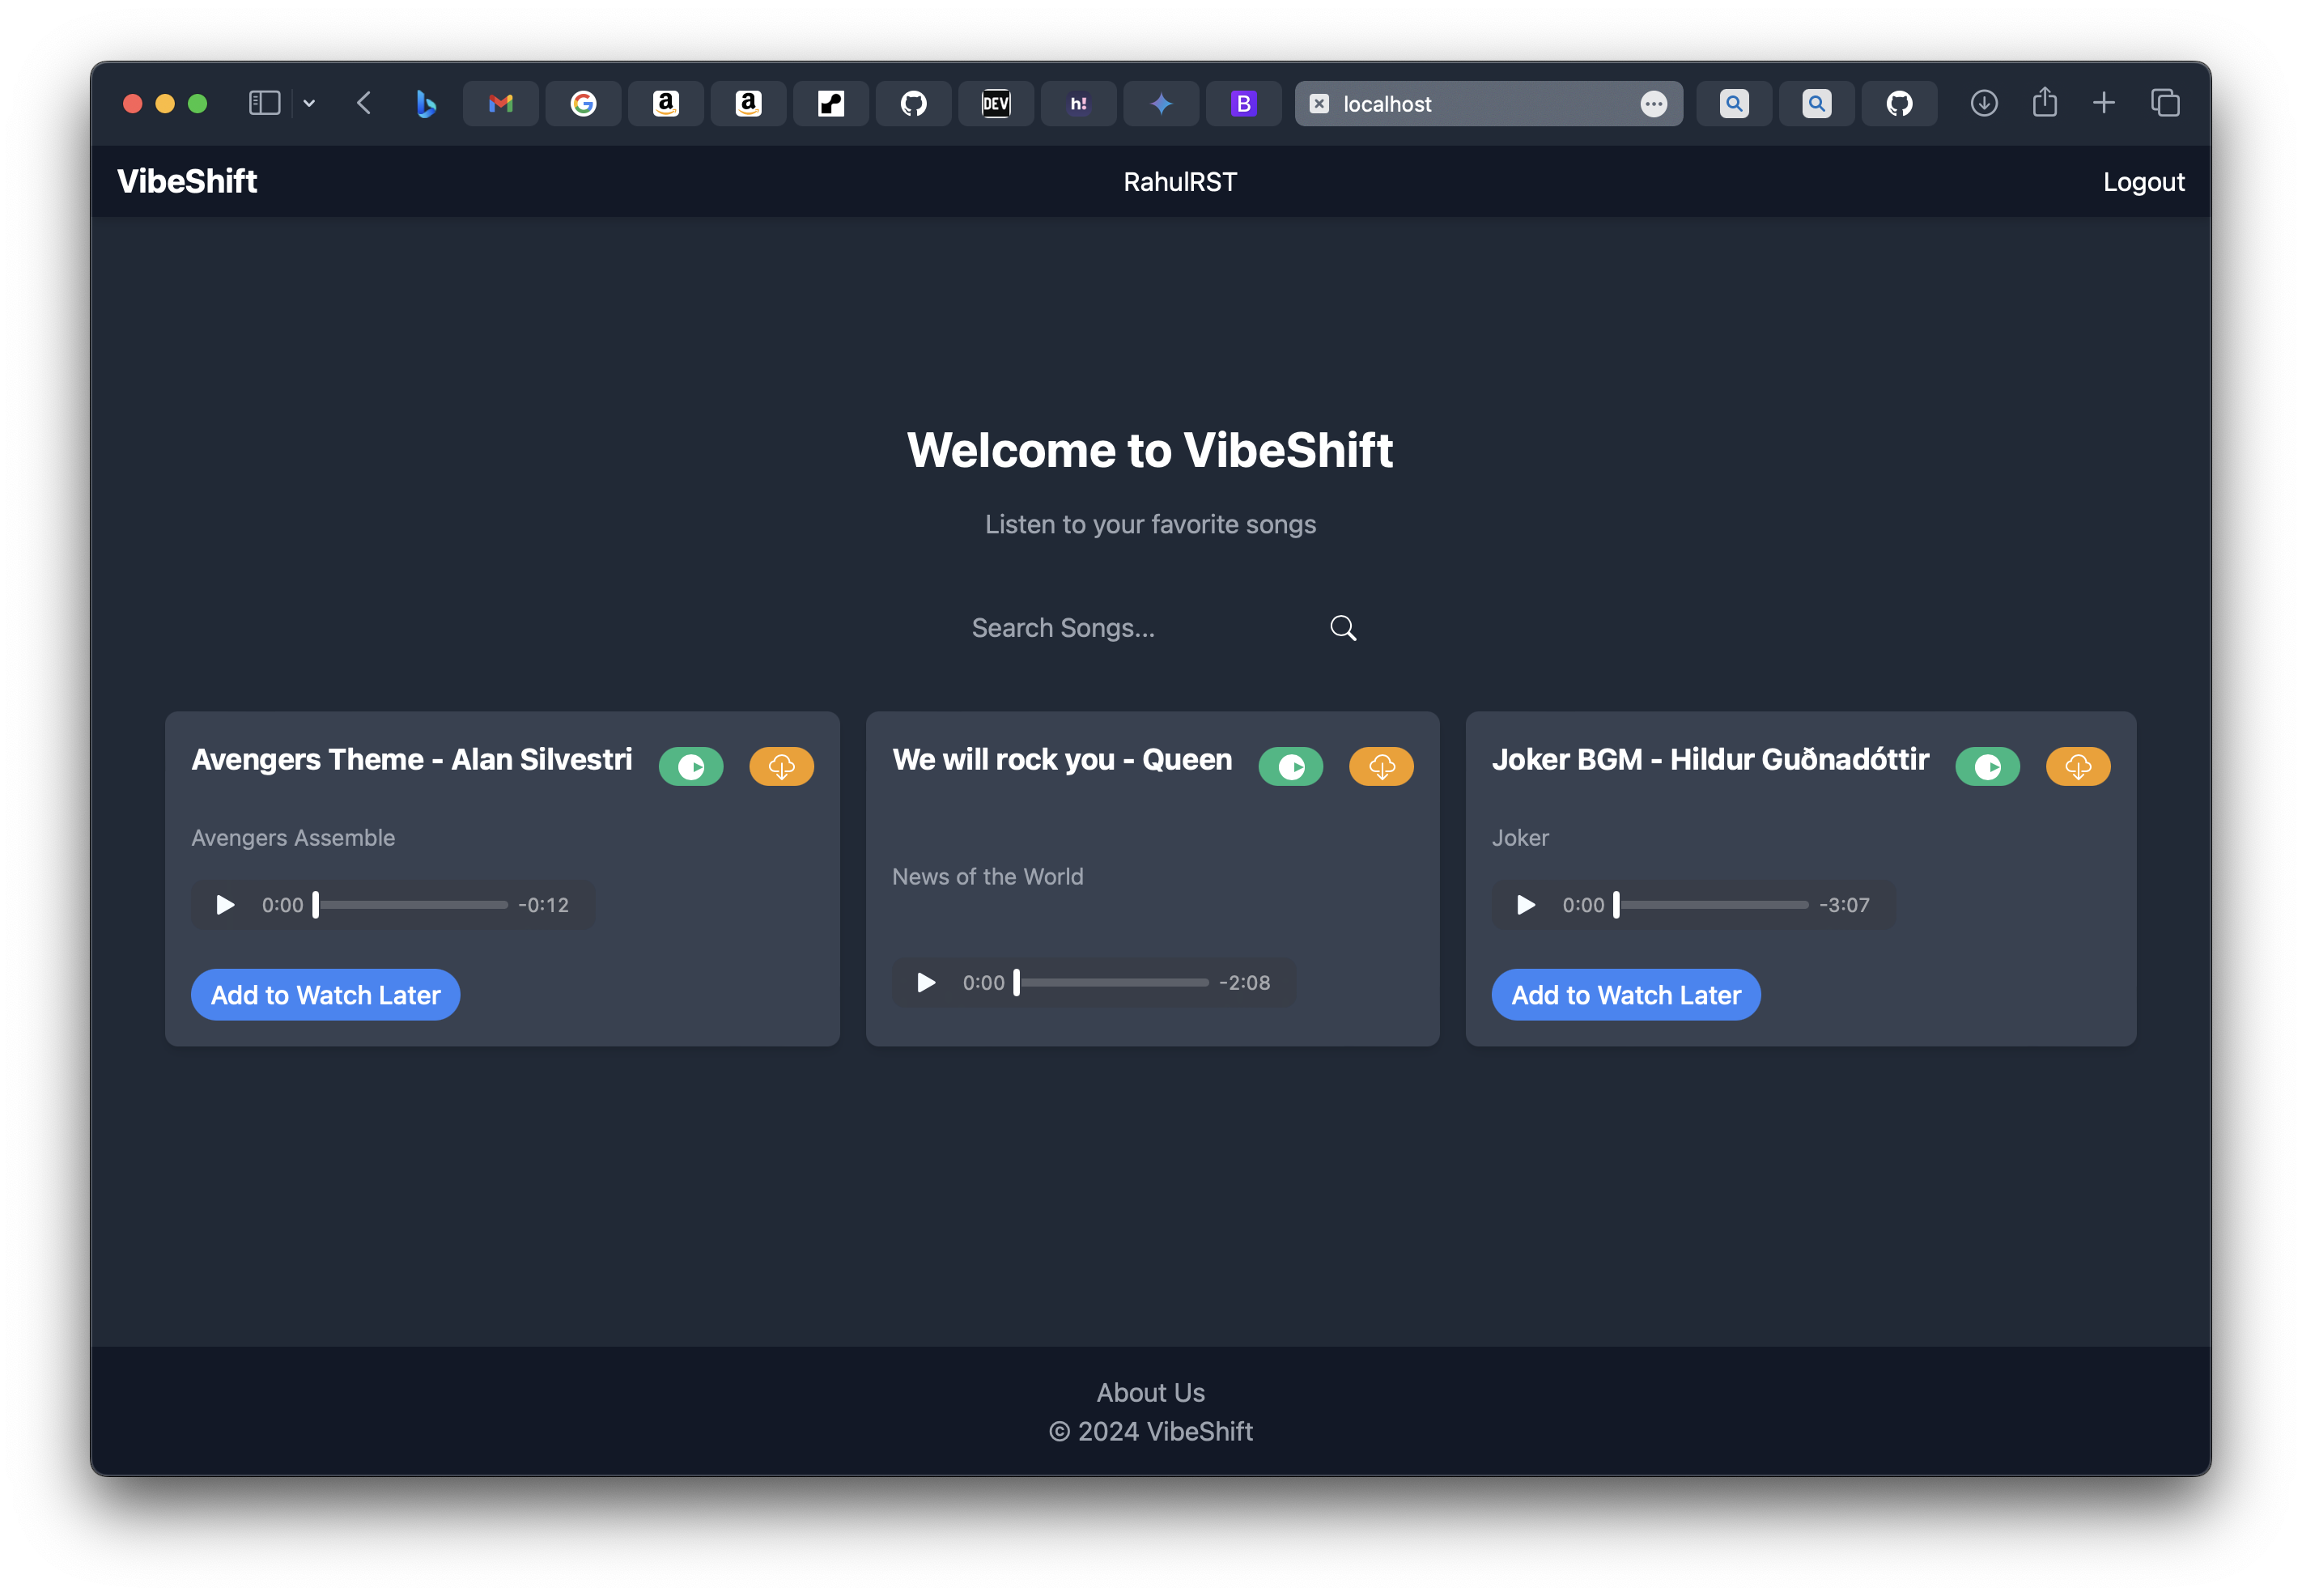 a a DEV h! B localhost
VibeShift RahulRST Logout
Welcome to VibeShift
Listen to your favorite songs
Search Songs...
Avengers Theme - Alan Silvestri
Avengers Assemble
0:00 -0:12
Add to Watch Later
We will rock you - Queen
News of the World
0:00 -2:08
Joker BGM - Hildur Guðnadóttir
Joker
0:00 -3:07
Add to Watch Later
About Us
© 2024 VibeShift